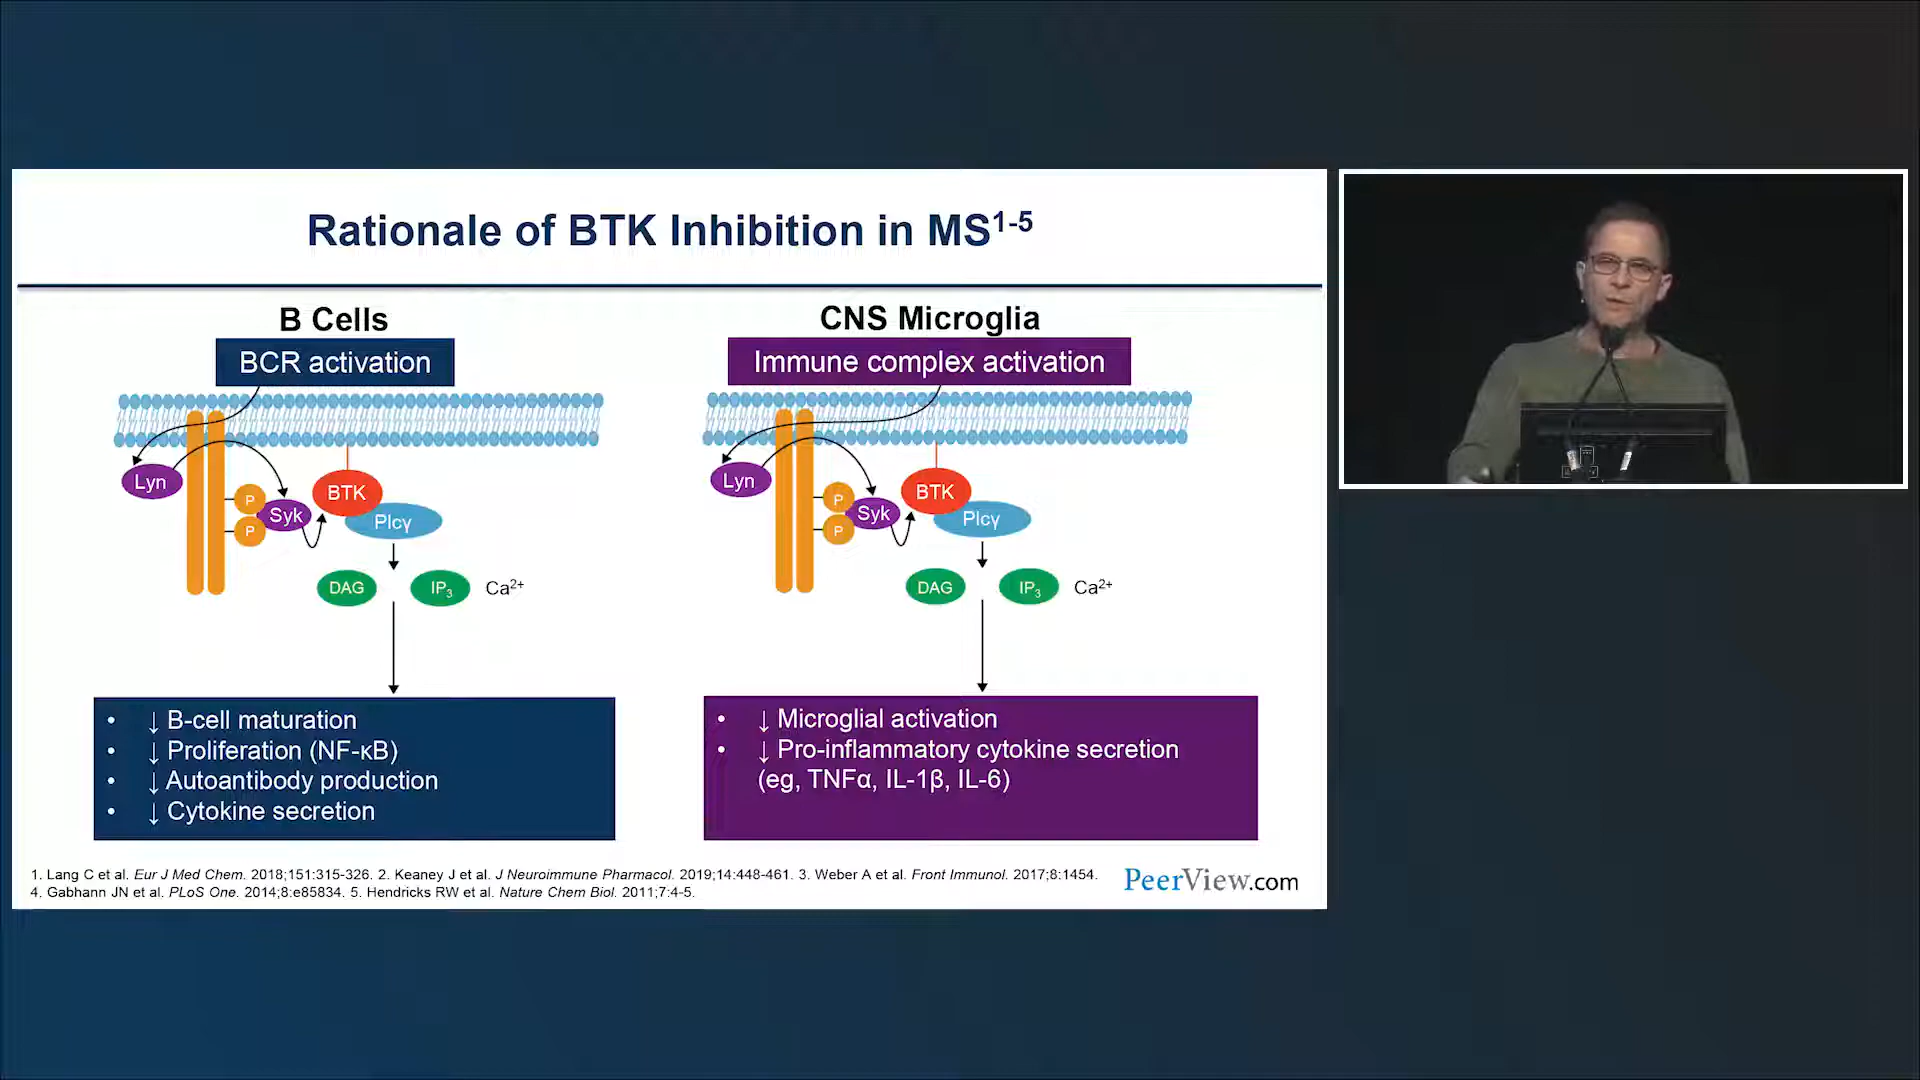 Rationale of BTK Inhibition in MS1-5
B Cells
BCR activation
Lyn
P
P
Syk
BTK
Plcγ
DAG
IP3
Ca2+
• ↓ B-cell maturation
• ↓ Proliferation (NF-κB)
• ↓ Autoantibody production
• ↓ Cytokine secretion
CNS Microglia
Immune complex activation
Lyn
P
P
Syk
BTK
Plcγ
DAG
IP3
Ca2+
• ↓ Microglial activation
• ↓ Pro-inflammatory cytokine secretion
(eg, TNFα, IL-1β, IL-6)
1. Lang C et al. Eur J Med Chem. 2018;151:315-326. 2. Keaney J et al. J Neuroimmune Pharmacol. 2019;14:448-461. 3. Weber A et al. Front Immunol. 2017;8:1454.
4. Gabhann JN et al. PLoS One. 2014;8:e85834. 5. Hendricks RW et al. Nature Chem Biol. 2011;7:4-5.
PeerView.com